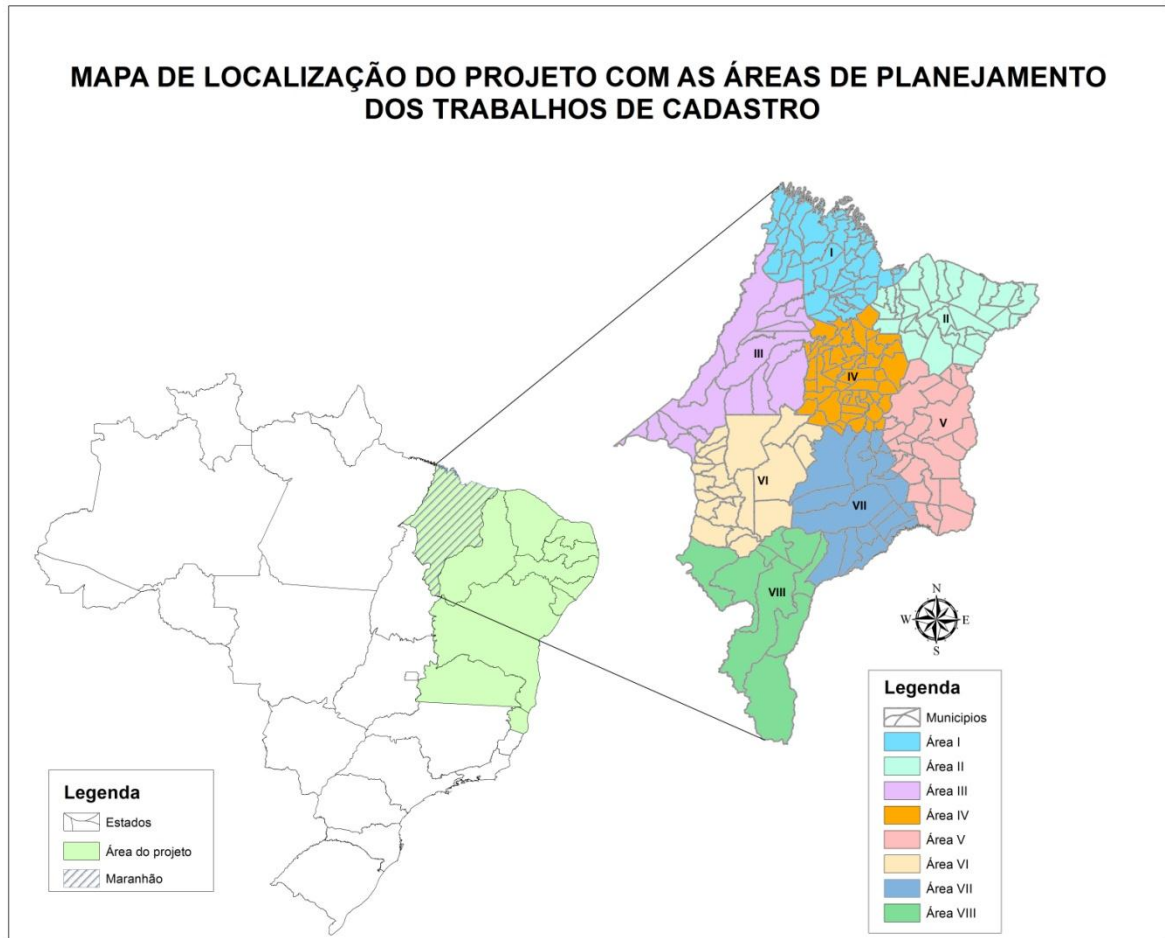 MAPA DE LOCALIZAÇÃO DO PROJETO COM AS ÁREAS DE PLANEJAMENTO
DOS TRABALHOS DE CADASTRO
I
II
III
IV
V
VI
VII
VIII
N
W
E
S
Legenda
Estados
Área do projeto
Maranhão
Legenda
Municipios
Área I
Área II
Área III
Área IV
Área V
Área VI
Área VII
Área VIII